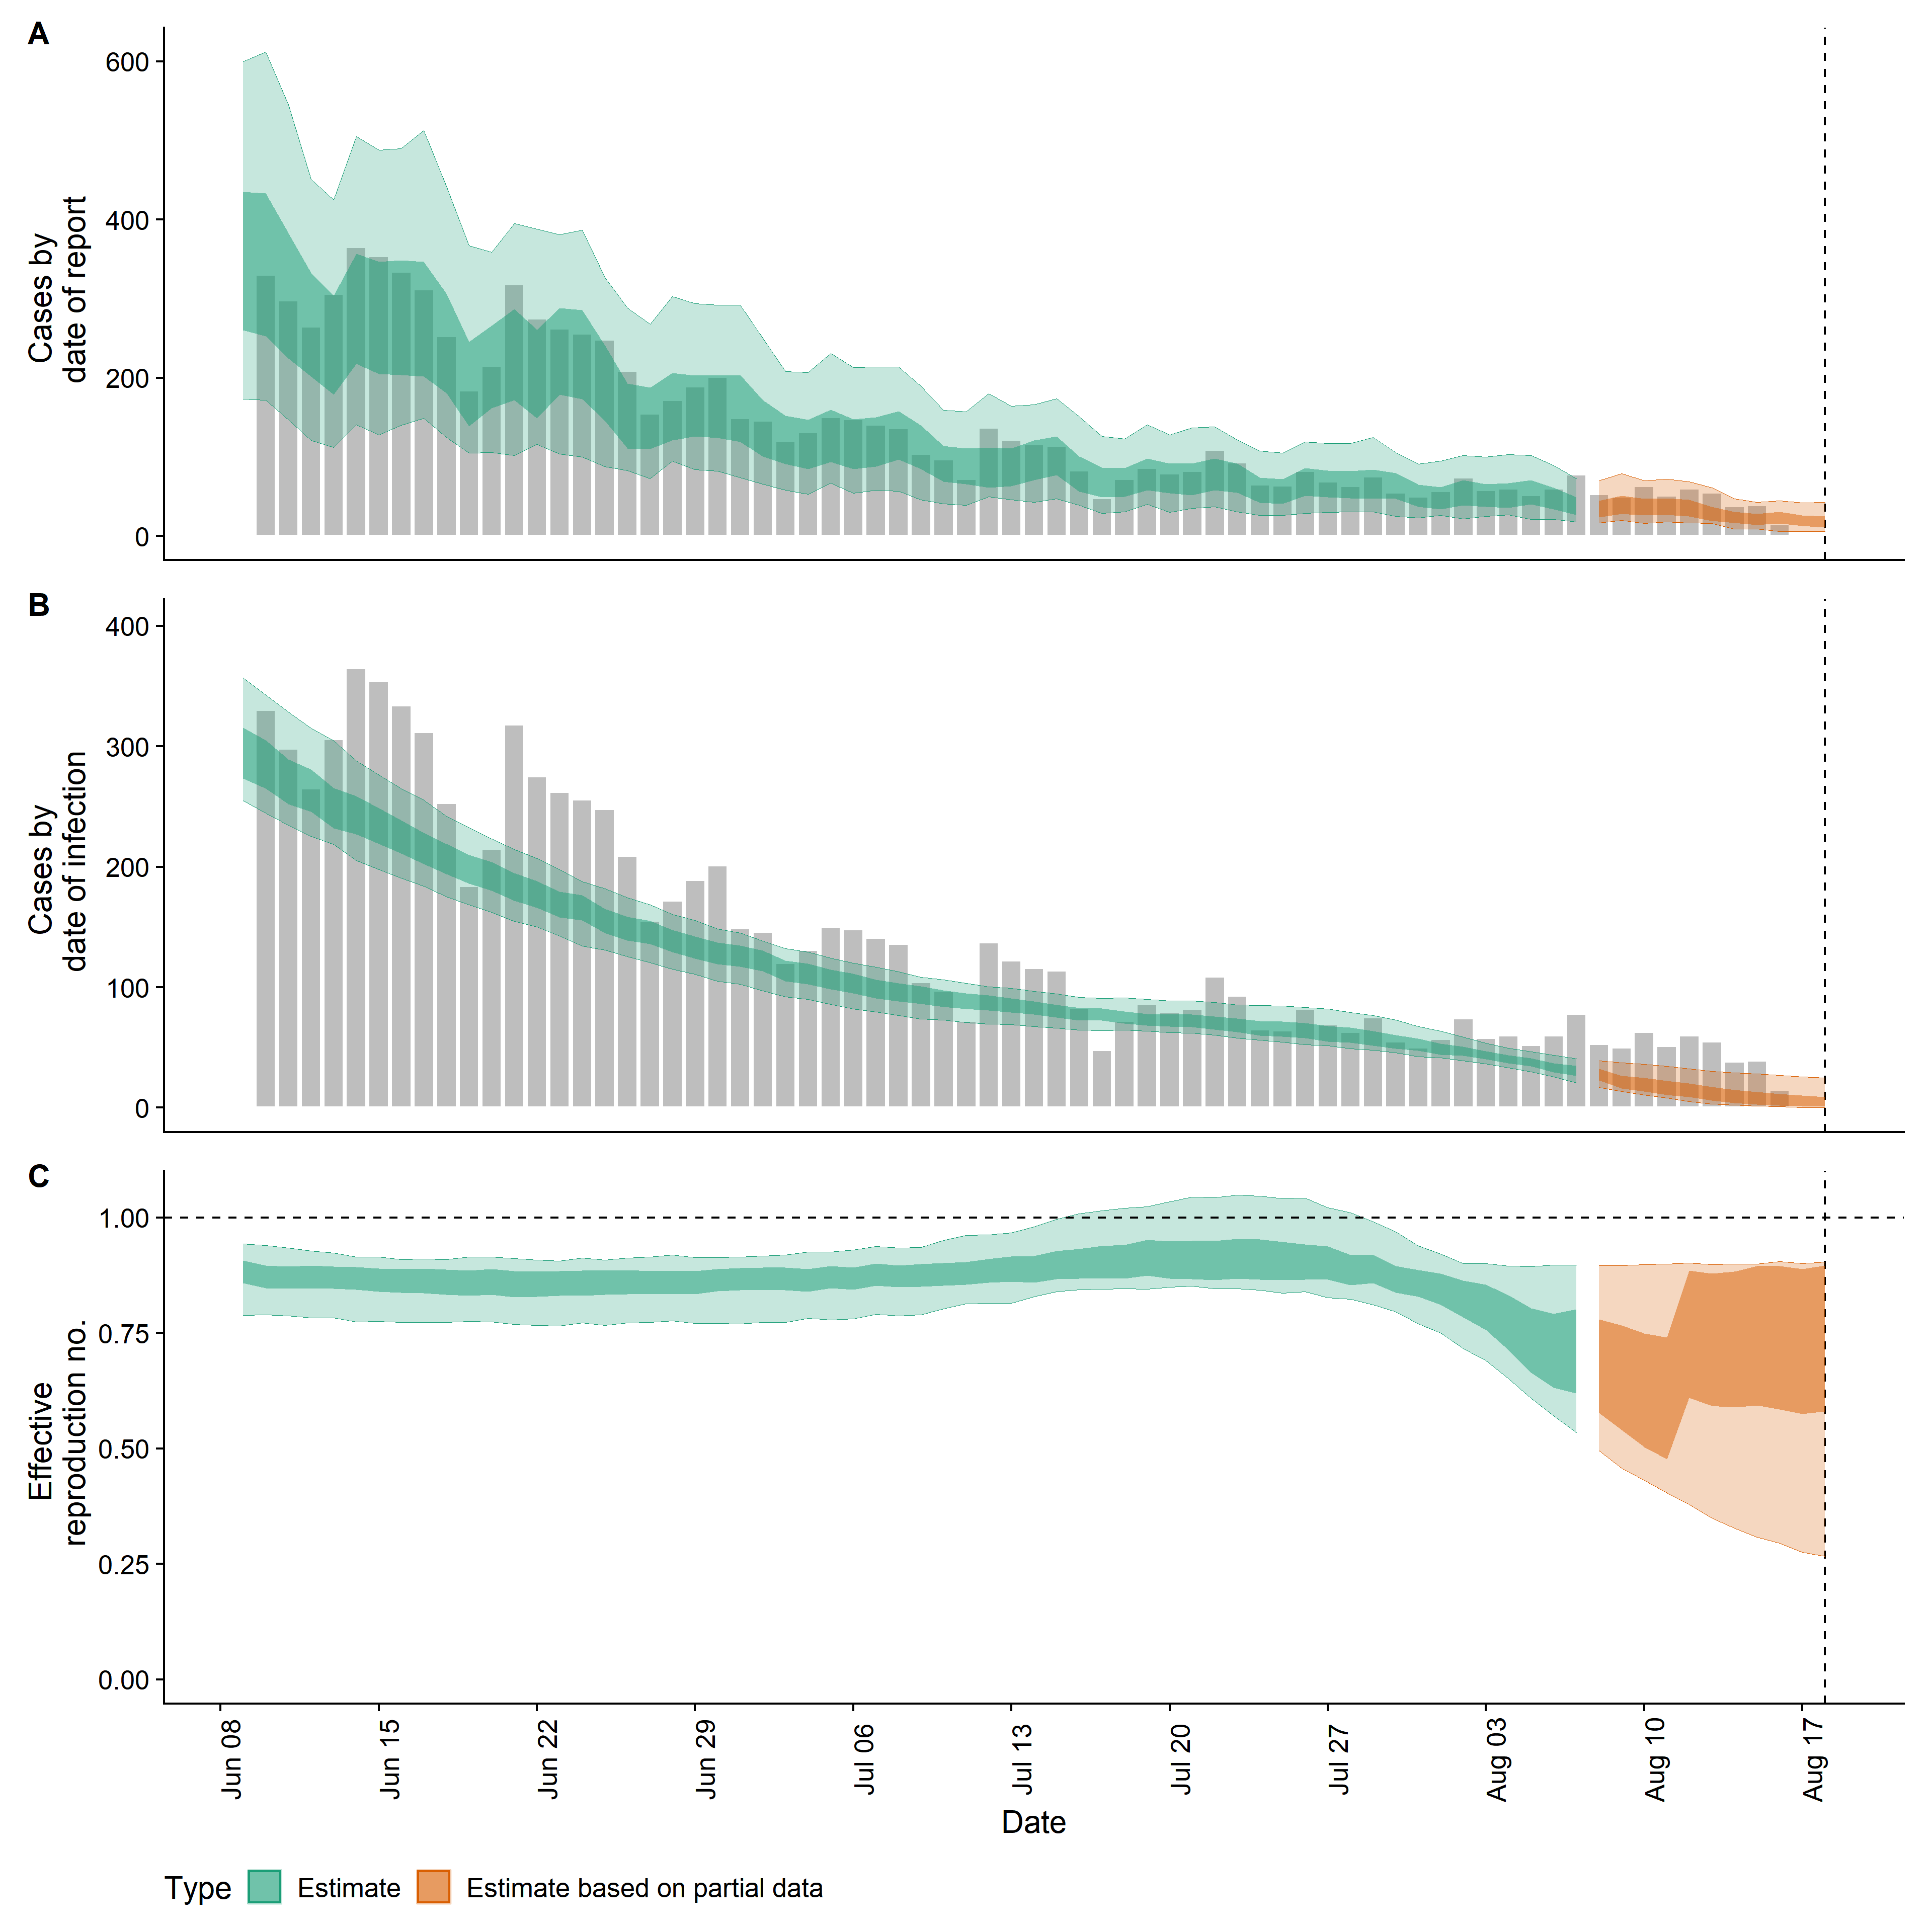 A
Cases by
date of report
600
400
200
0
B
Cases by
date of infection
400
300
200
100
0
C
Effective
reproduction no.
1.00
0.75
0.50
0.25
0.00
Jun 08
Jun 15
Jun 22
Jun 29
Jul 06
Jul 13
Jul 20
Jul 27
Aug 03
Aug 10
Aug 17
Date
Type Estimate Estimate based on partial data